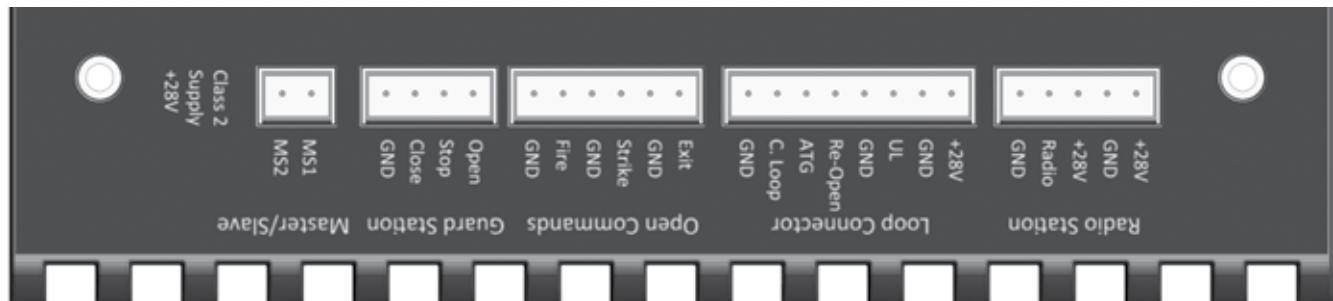 Class 2
Supply
+28V
MS2
MS1
Master/Slave
GND
Close
Stop
Open
Guard Station
GND
Fire
GND
Strike
GND
Exit
Open Commands
GND
C. Loop
ATG
Re-Open
GND
UL
GND
+28V
Loop Connector
GND
Radio
+28V
GND
+28V
Radio Station